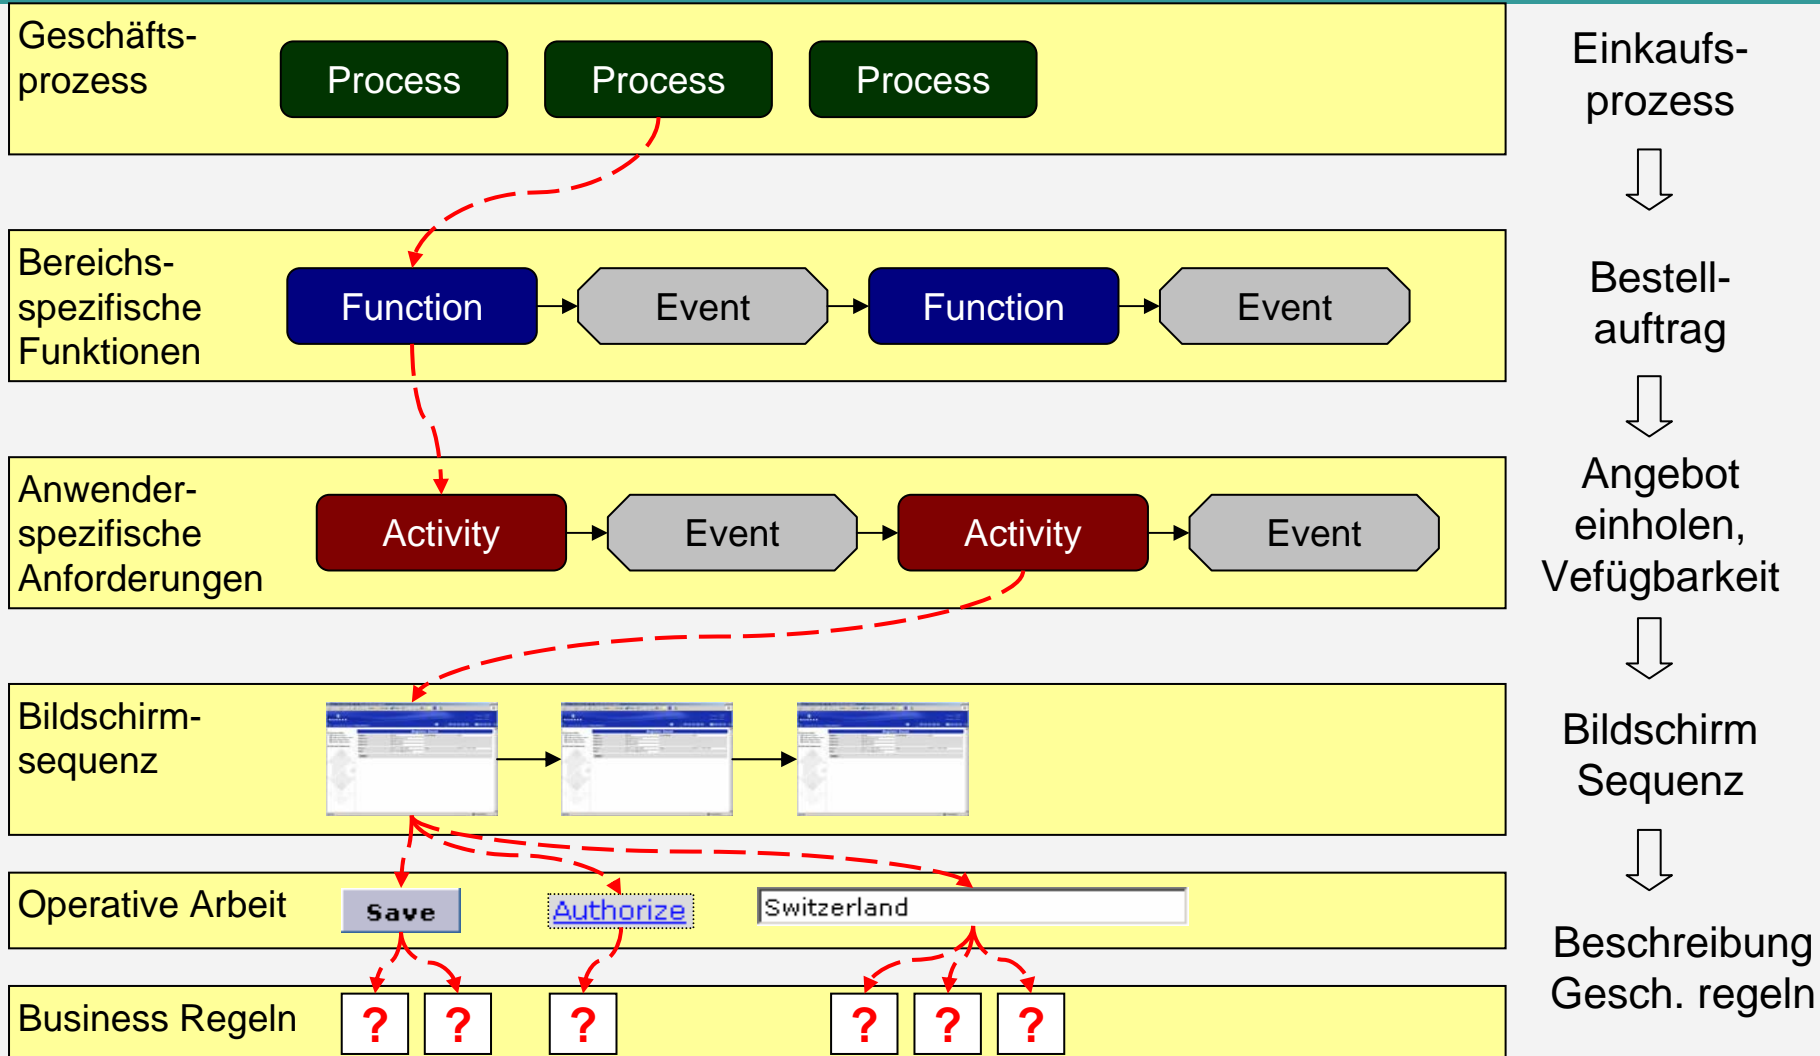 Geschäfts-
prozess
Process
Process
Process
Einkaufs-
prozess
Bereichs-
spezifische
Funktionen
Function
Event
Function
Event
Bestell-
auftrag
Anwender-
spezifische
Anforderungen
Activity
Event
Activity
Event
Angebot
einholen,
Vefügbarkeit
Bildschirm-
sequenz
Bildschirm
Sequenz
Operative Arbeit
Save
Authorize
Switzerland
Business Regeln
?
?
?
?
?
?
Beschreibung
Gesch. regeln